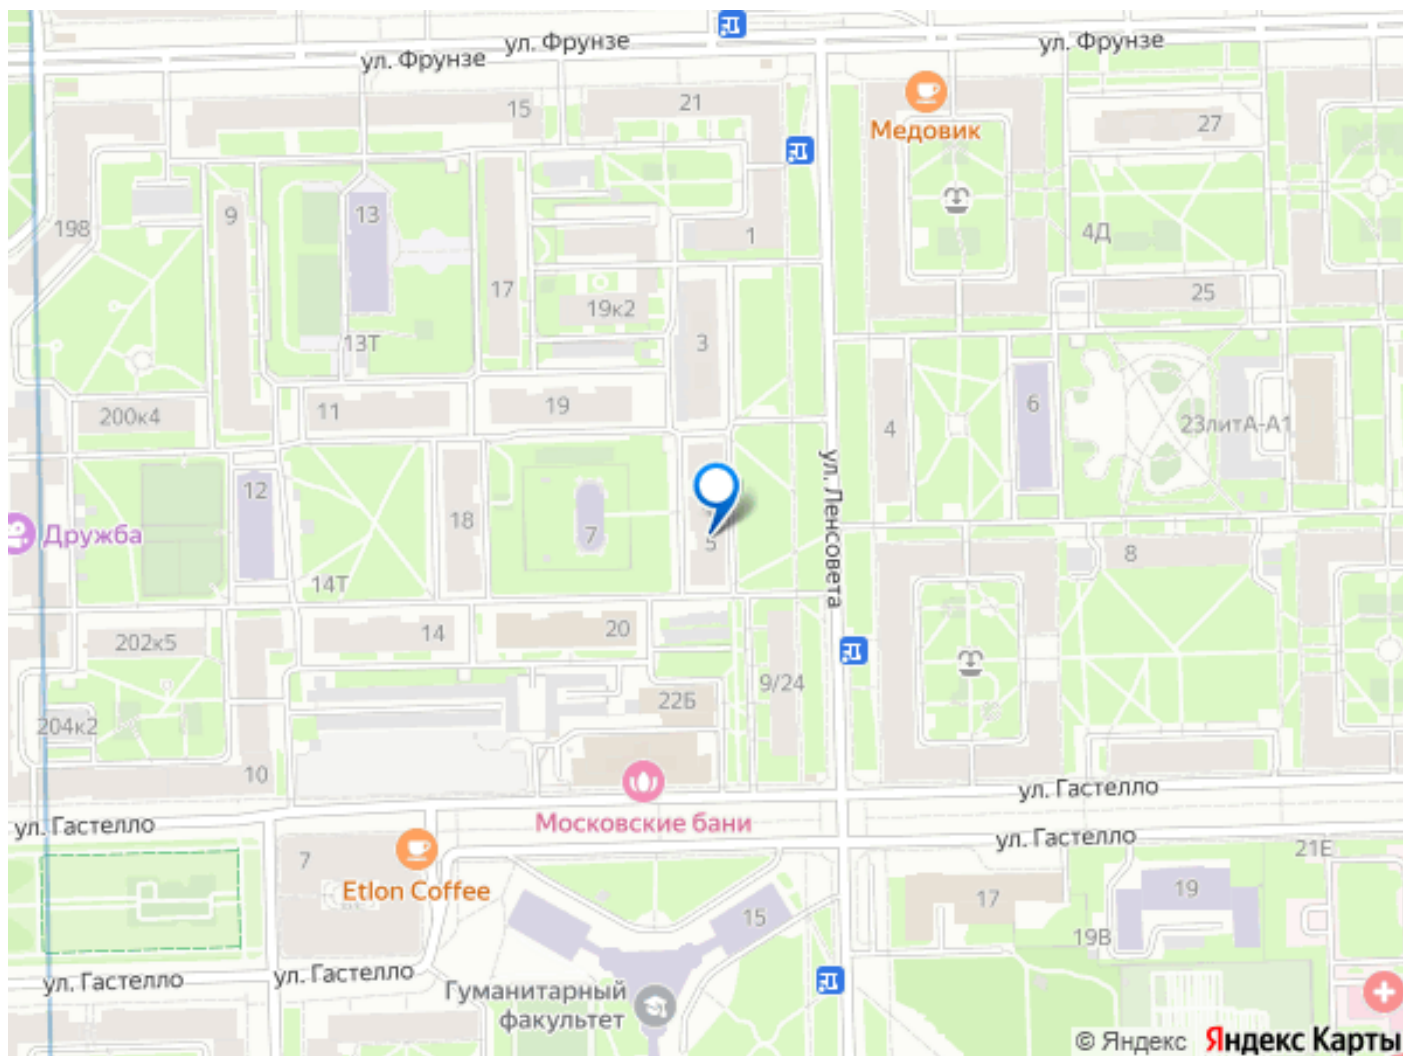 ул. Фрунзе
ул. Фрунзе
ул. Фрунзе
15
21
Медовик
27
198
9
13
1
4Д
17
19к2
25
13Т
3
200к4
11
19
4
6
23литА-А1
12
18
7
5
ул. Ленсовета
8
Дружба
14Т
202к5
14
20
9/24
22Б
204к2
10
ул. Гастелло
ул. Гастелло
Московские бани
ул. Гастелло
7
Etlon Coffee
21Е
15
17
19
19В
ул. Гастелло
ул. Гастелло
Гуманитарный
факультет
© Яндекс Яндекс Карты